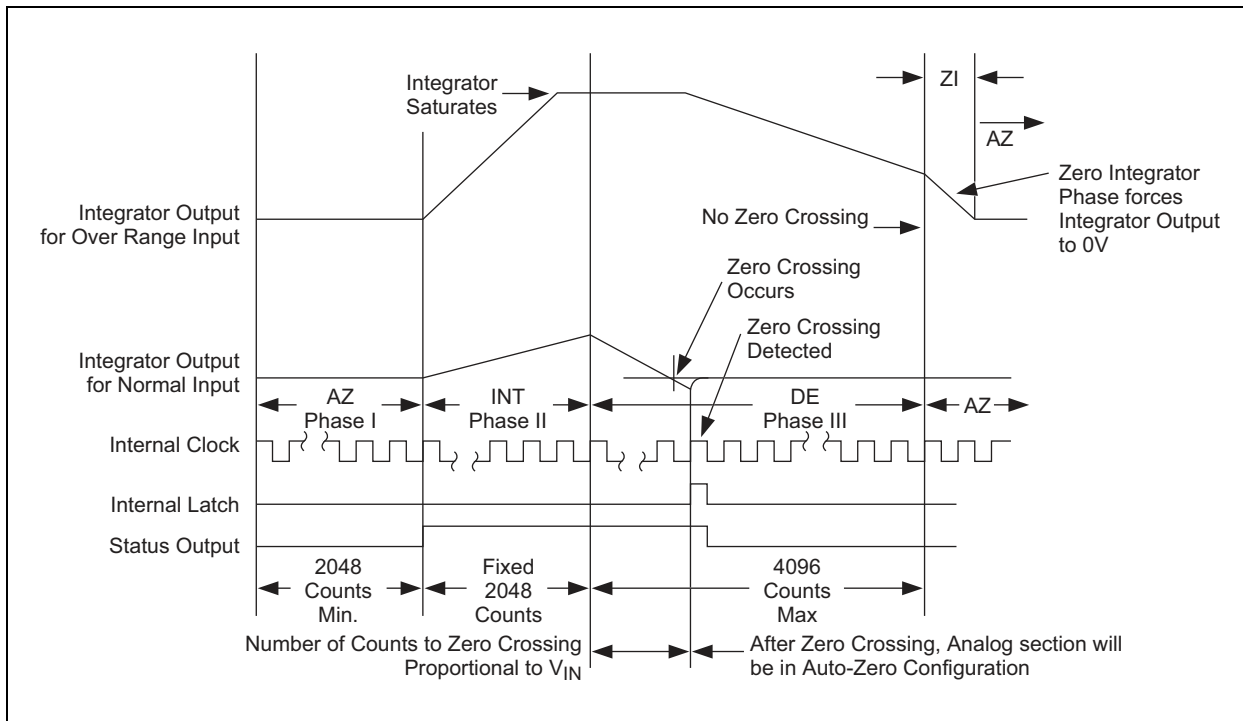 Integrator
Saturates
ZI
AZ
Zero Integrator
Phase forces
Integrator Output
to 0V
Integrator Output
for Over Range Input
No Zero Crossing
Zero Crossing
Occurs
Zero Crossing
Detected
Integrator Output
for Normal Input
AZ
Phase I
INT
Phase II
DE
Phase III
AZ
Internal Clock
Internal Latch
Status Output
2048
Counts
Min.
Fixed
2048
Counts
4096
Counts
Max
Number of Counts to Zero Crossing
Proportional to VIN
After Zero Crossing, Analog section will
be in Auto-Zero Configuration